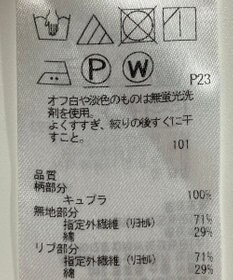 P W P23
オフ白や淡色のものは無蛍光洗
剤を使用。
よくすすぎ、絞りの後すぐに干
すこと。
101
品質
柄部分
キュプラ 100%
無地部分
指定外繊維(リヨセル) 71%
綿 29%
リブ部分
指定外繊維(リヨセル) 71%
綿 29%